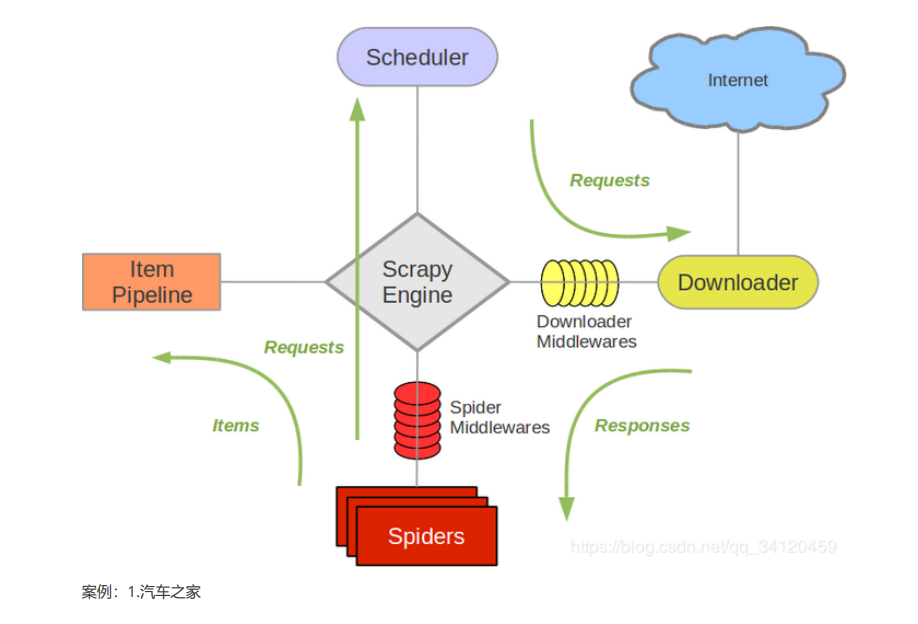 Scheduler
Internet
Requests
Item
Pipeline
Scrapy
Engine
Downloader
Downloader
Middlewares
Requests
Items
Spider
Middlewares
Responses
Spiders
https://blog.csdn.net/qq_34120459
案例：1.汽车之家